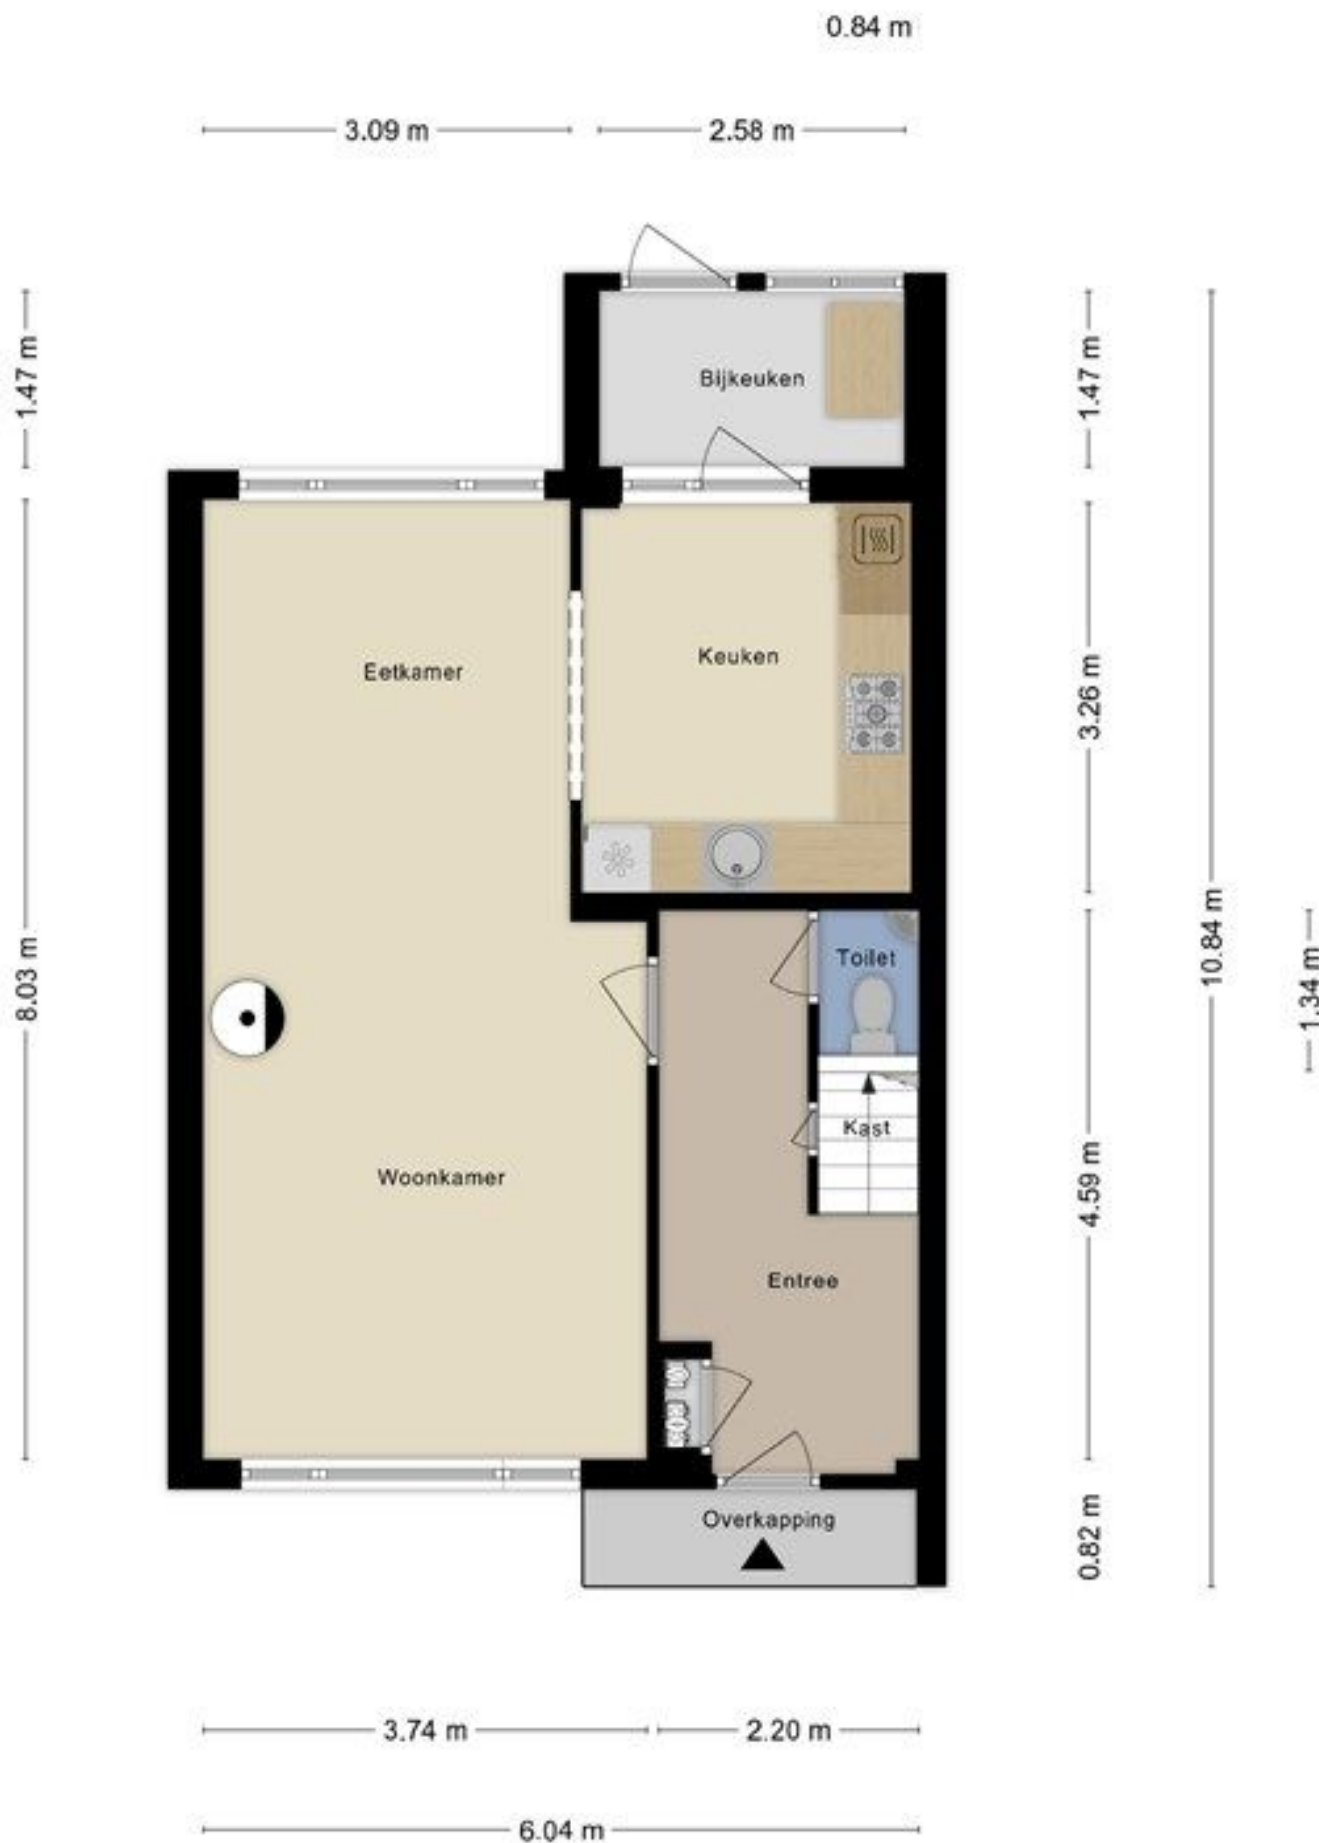 0.84 m
3.09 m
2.58 m
1.47 m
1.47 m
Bijkeuken
Eetkamer
Keuken
3.26 m
8.03 m
10.84 m
1.34 m
Toilet
Kast
4.59 m
Woonkamer
Entree
Overkapping
0.82 m
3.74 m
2.20 m
6.04 m